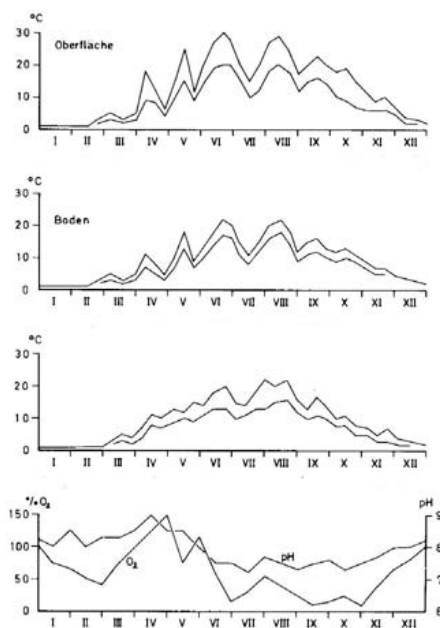 °C
30
Oberfläche
20
10
0
I II III IV V VI VII VIII IX X XI XII
°C
30
20
Boden
10
0
I II III IV V VI VII VIII IX X XI XII
°C
30
20
10
0
I II III IV V VI VII VIII IX X XI XII
% O₂ pH
150 9
100 8
pH
O₂
50 7
0 6
I II III IV V VI VII VIII IX X XI XII